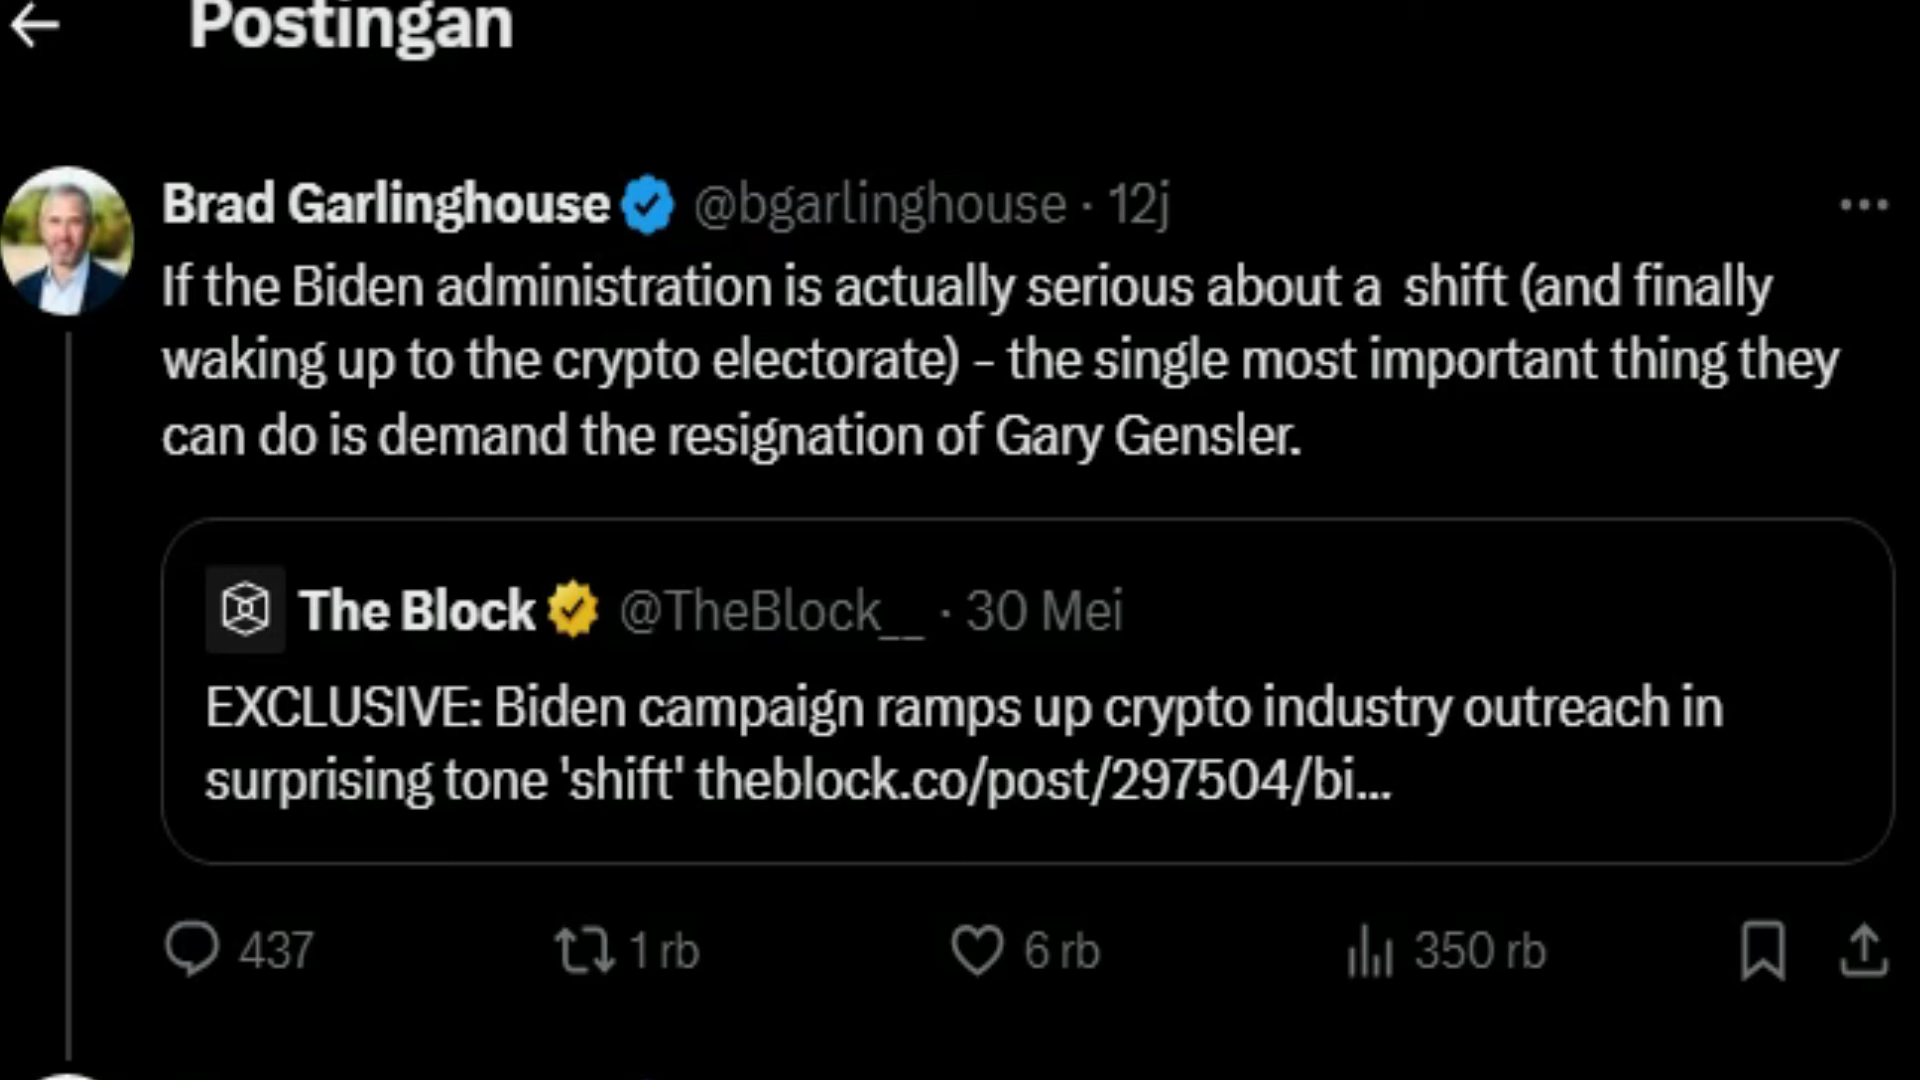 Postingan
Brad Garlinghouse @bgarlinghouse · 12j
If the Biden administration is actually serious about a  shift (and finally
waking up to the crypto electorate) – the single most important thing they
can do is demand the resignation of Gary Gensler.
The Block @TheBlock__ · 30 Mei
EXCLUSIVE: Biden campaign ramps up crypto industry outreach in
surprising tone 'shift' theblock.co/post/297504/bi...
437 1 rb 6 rb 350 rb